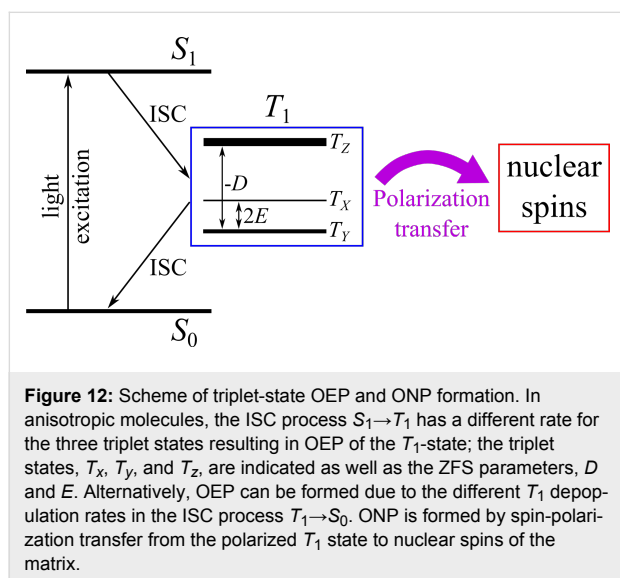 S₁
ISC
T₁
T_Z
-D
T_X
2E
T_Y
light
excitation
ISC
S₀
Polarization
transfer
nuclear
spins
Figure 12: Scheme of triplet-state OEP and ONP formation. In
anisotropic molecules, the ISC process S₁→T₁ has a different rate for
the three triplet states resulting in OEP of the T₁-state; the triplet
states, Tₓ, T_y, and T_z, are indicated as well as the ZFS parameters, D
and E. Alternatively, OEP can be formed due to the different T₁ depop-
ulation rates in the ISC process T₁→S₀. ONP is formed by spin-polari-
zation transfer from the polarized T₁ state to nuclear spins of the
matrix.